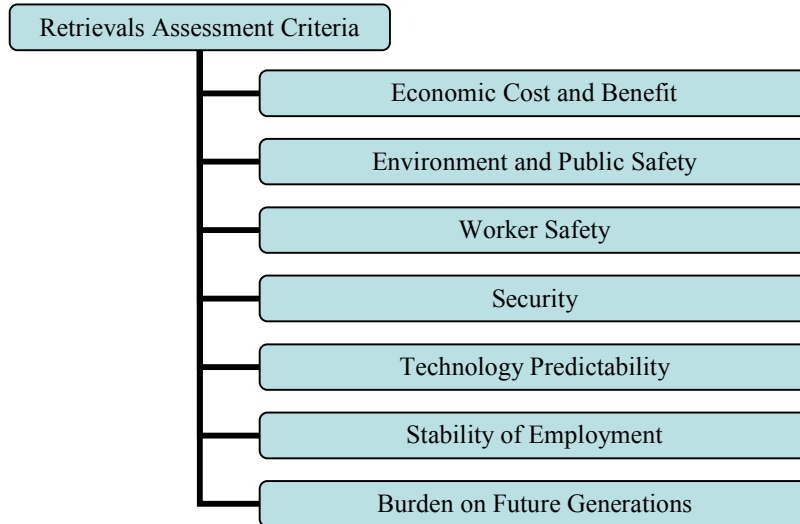 Retrievals Assessment Criteria
Economic Cost and Benefit
Environment and Public Safety
Worker Safety
Security
Technology Predictability
Stability of Employment
Burden on Future Generations